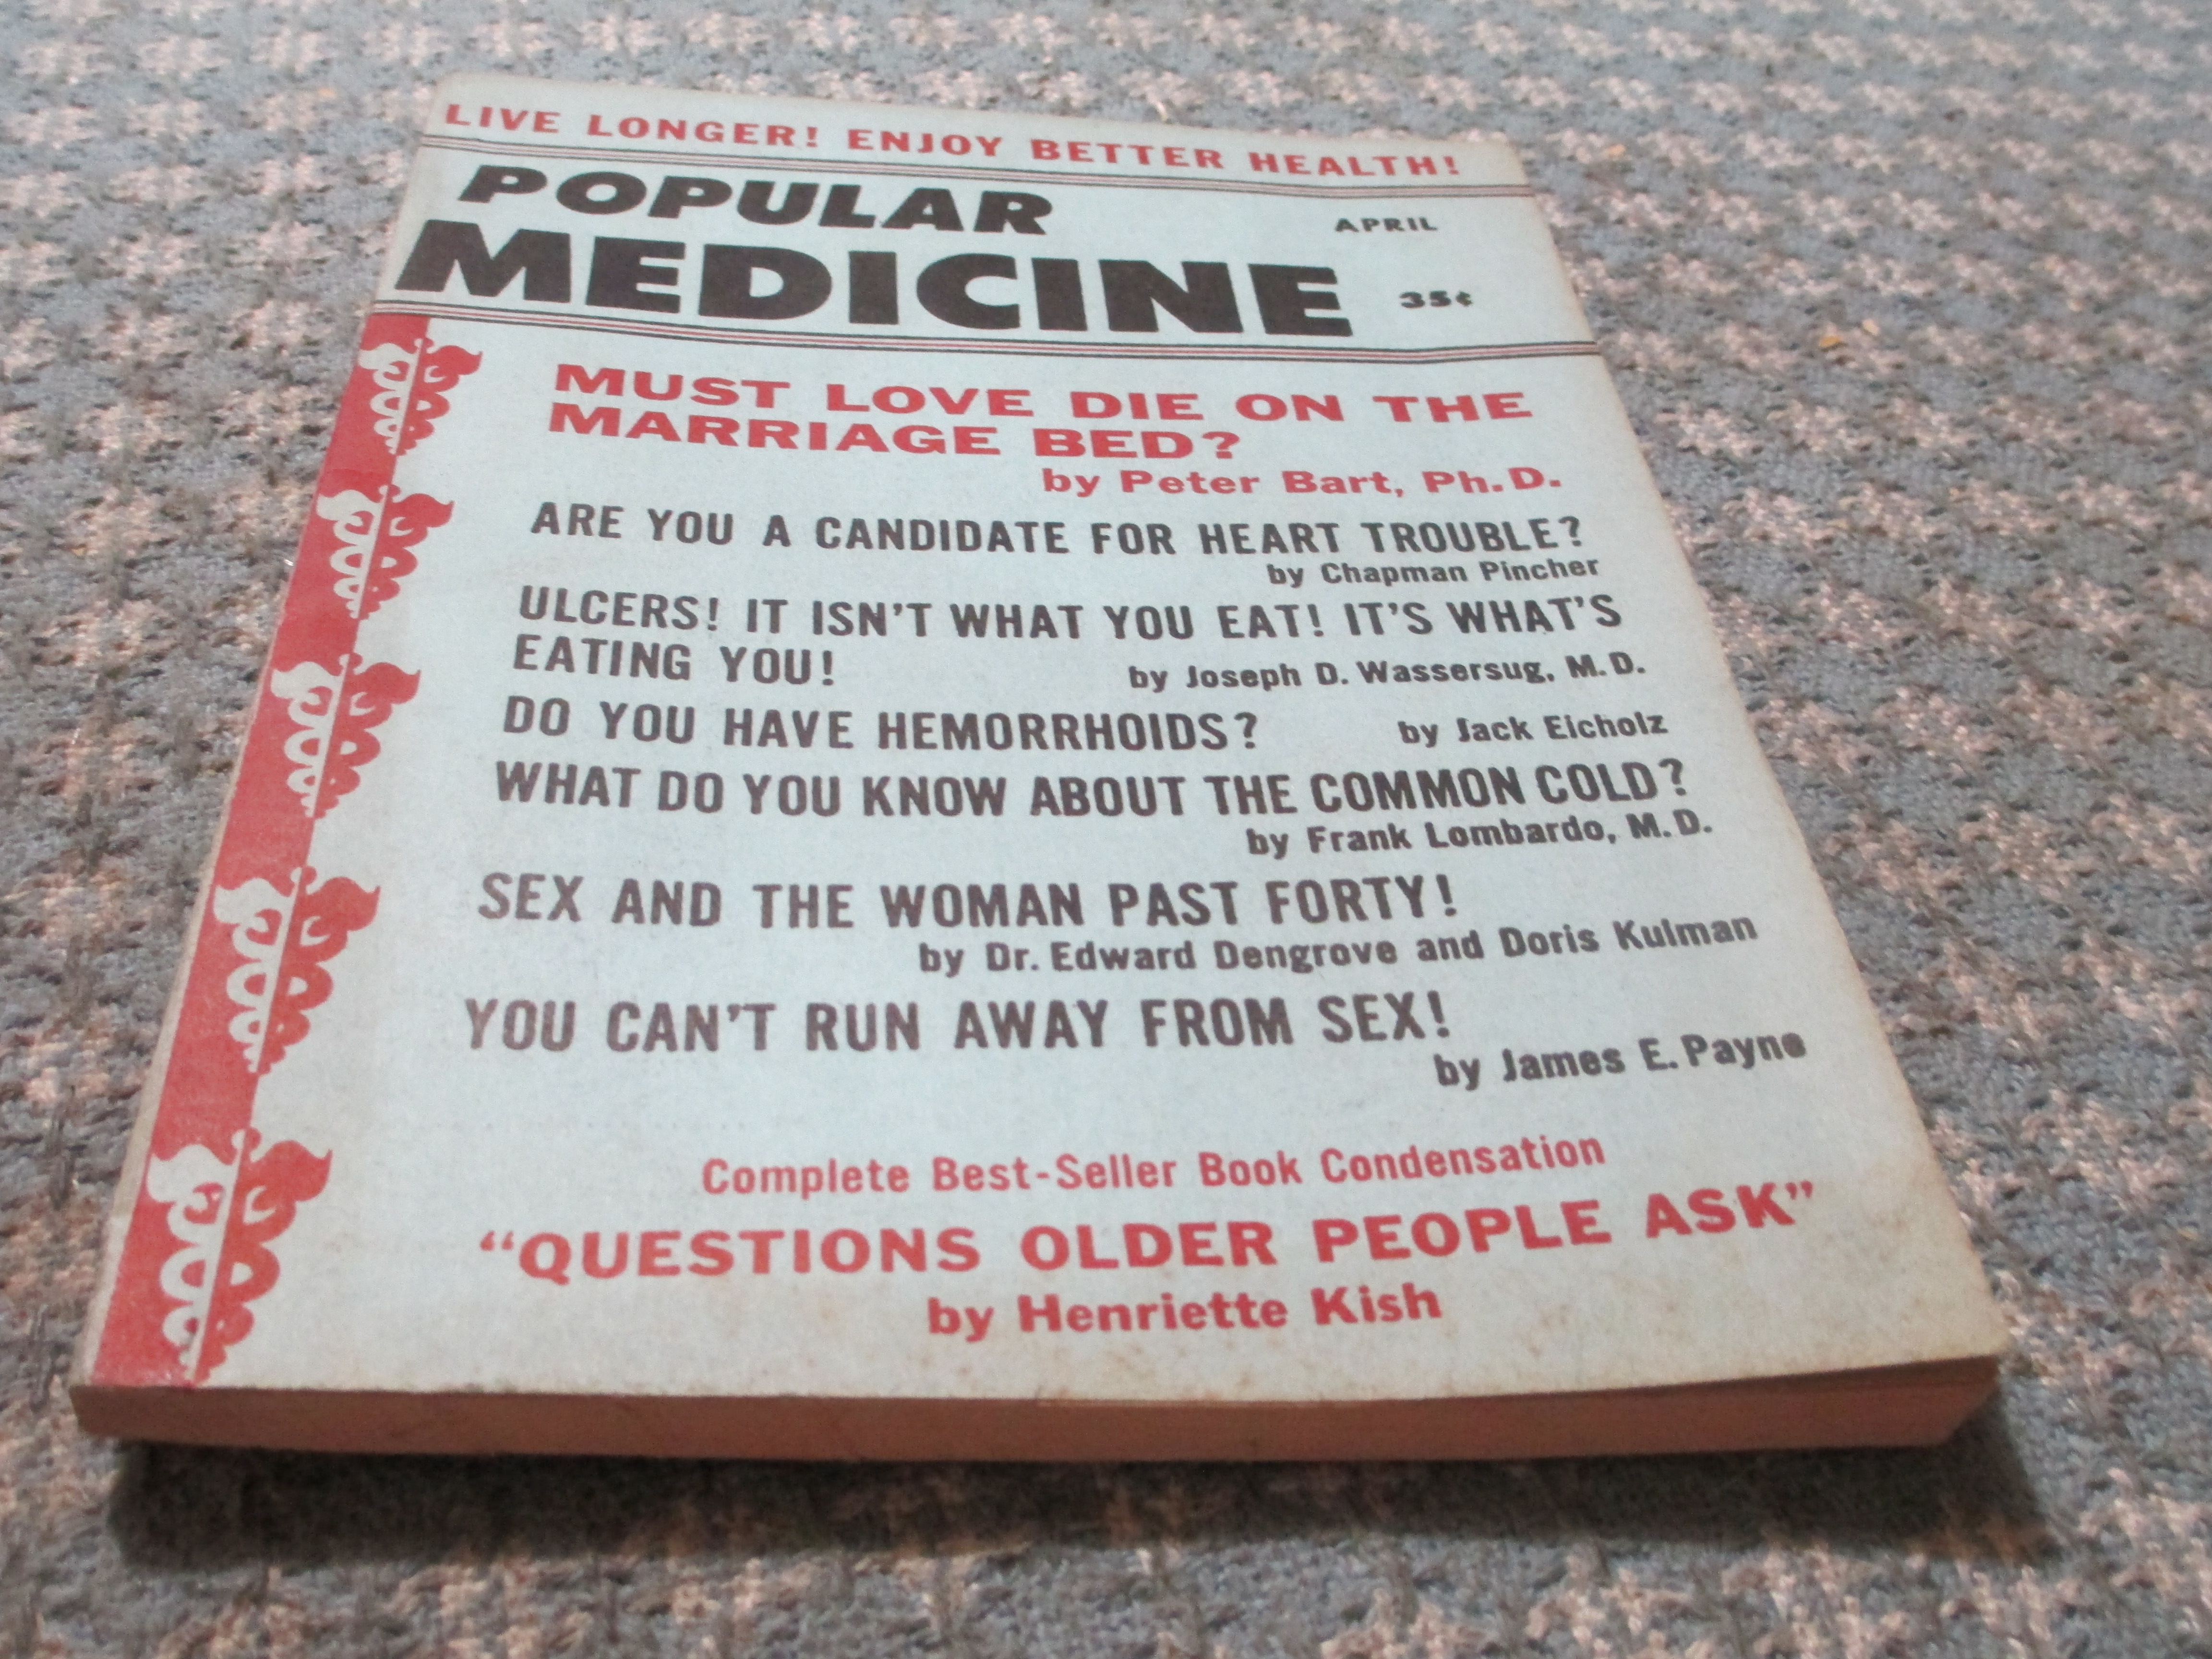 LIVE LONGER! ENJOY BETTER HEALTH!
POPULAR
MEDICINE
APRIL
35¢
MUST LOVE DIE ON THE
MARRIAGE BED?
by Peter Bart, Ph.D.
ARE YOU A CANDIDATE FOR HEART TROUBLE?
by Chapman Pincher
ULCERS! IT ISN'T WHAT YOU EAT! IT'S WHAT'S
EATING YOU!
by Joseph D. Wassersug, M.D.
DO YOU HAVE HEMORRHOIDS?
by Jack Eicholz
WHAT DO YOU KNOW ABOUT THE COMMON COLD?
by Frank Lombardo, M.D.
SEX AND THE WOMAN PAST FORTY!
by Dr. Edward Dengrove and Doris Kulman
YOU CAN'T RUN AWAY FROM SEX!
by James E. Payne
Complete Best-Seller Book Condensation
“QUESTIONS OLDER PEOPLE ASK”
by Henriette Kish